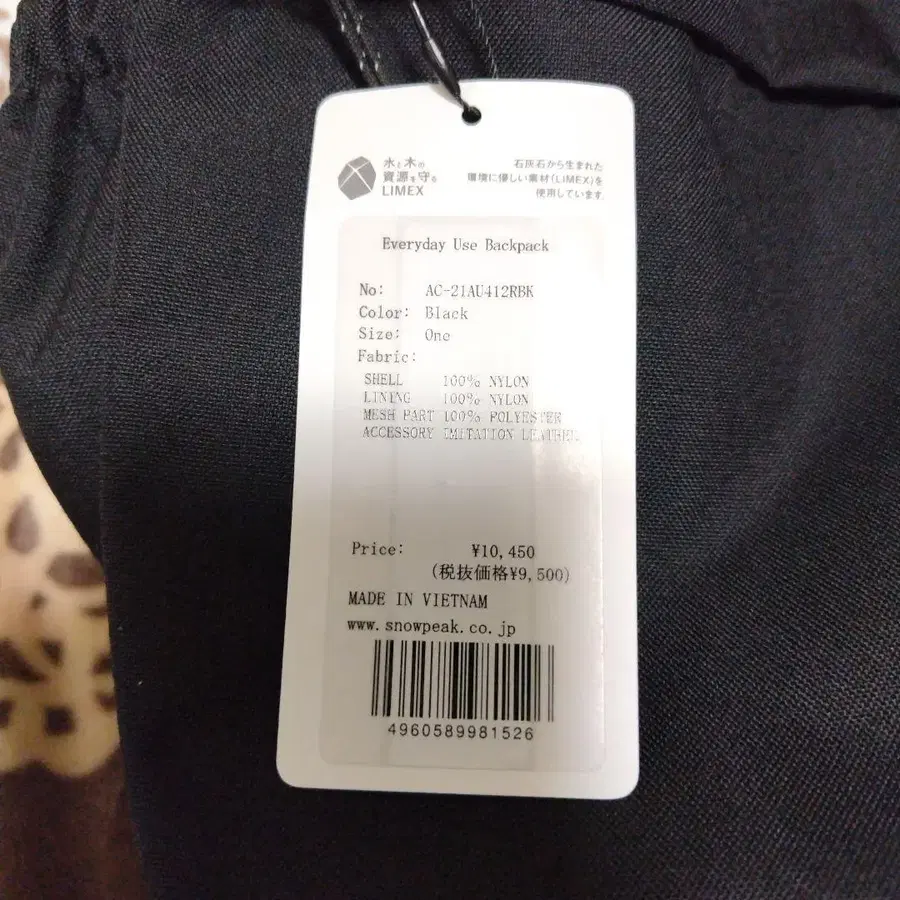 水と木の
資源を守る
LIMEX
石灰石から生まれた
環境に優しい素材(LIMEX)を
使用しています。
Everyday Use Backpack
No: AC-21AU412RBK
Color: Black
Size: One
Fabric:
SHELL 100% NYLON
LINING 100% NYLON
MESH PART 100% POLYESTER
ACCESSORY IMITATION LEATHER
Price: ¥10,450
(税抜価格¥9,500)
MADE IN VIETNAM
www.snowpeak.co.jp
4960589981526